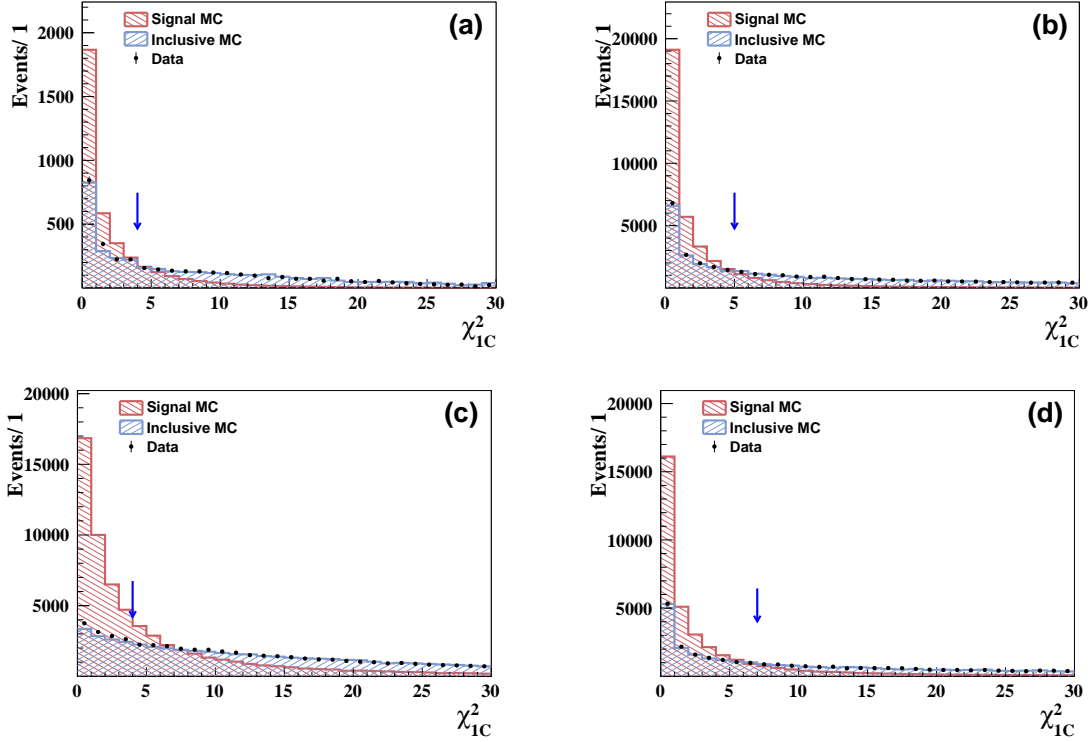 (a)
Signal MC
Inclusive MC
Data
Events/ 1
2000
1500
1000
500
0 5 10 15 20 25 30
χ²1C
(b)
Signal MC
Inclusive MC
Data
Events/ 1
20000
15000
10000
5000
0 5 10 15 20 25 30
χ²1C
(c)
Signal MC
Inclusive MC
Data
Events/ 1
20000
15000
10000
5000
0 5 10 15 20 25 30
χ²1C
(d)
Signal MC
Inclusive MC
Data
Events/ 1
20000
15000
10000
5000
0 5 10 15 20 25 30
χ²1C